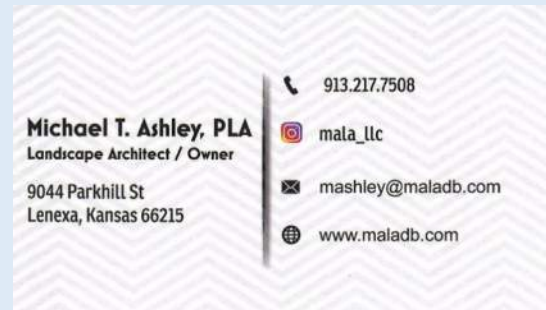 Michael T. Ashley, PLA
Landscape Architect / Owner
9044 Parkhill St
Lenexa, Kansas 66215
913.217.7508
mala_llc
mashley@maladb.com
www.maladb.com